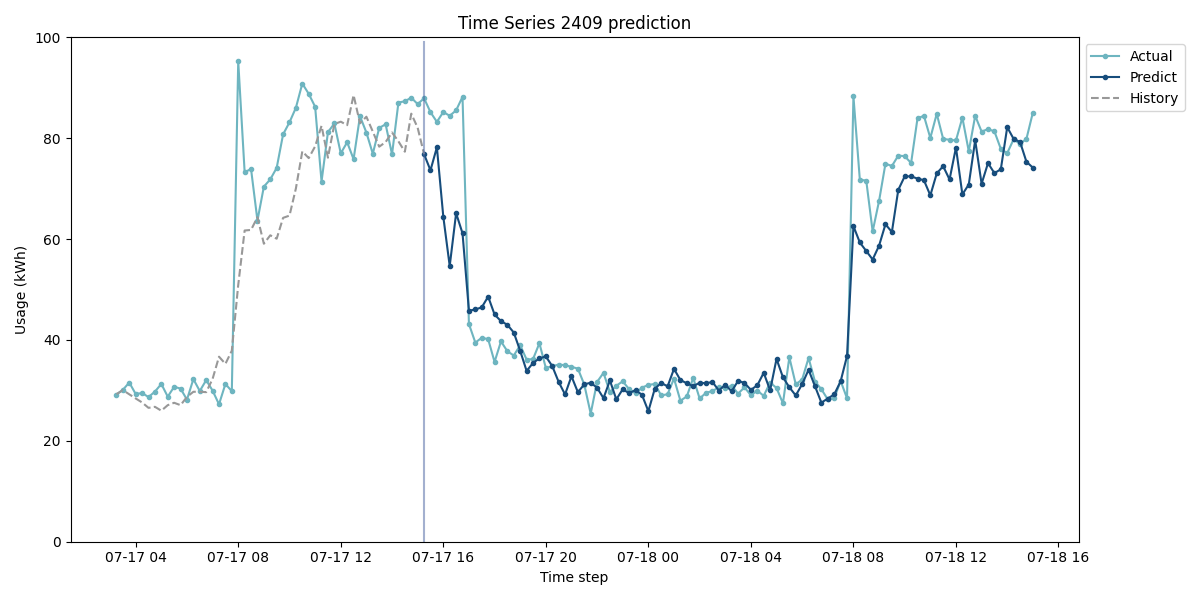 Time Series 2409 prediction
100
80
60
40
20
0
Usage (kWh)
07-17 04
07-17 08
07-17 12
07-17 16
07-17 20
07-18 00
07-18 04
07-18 08
07-18 12
07-18 16
Time step
Actual
Predict
History